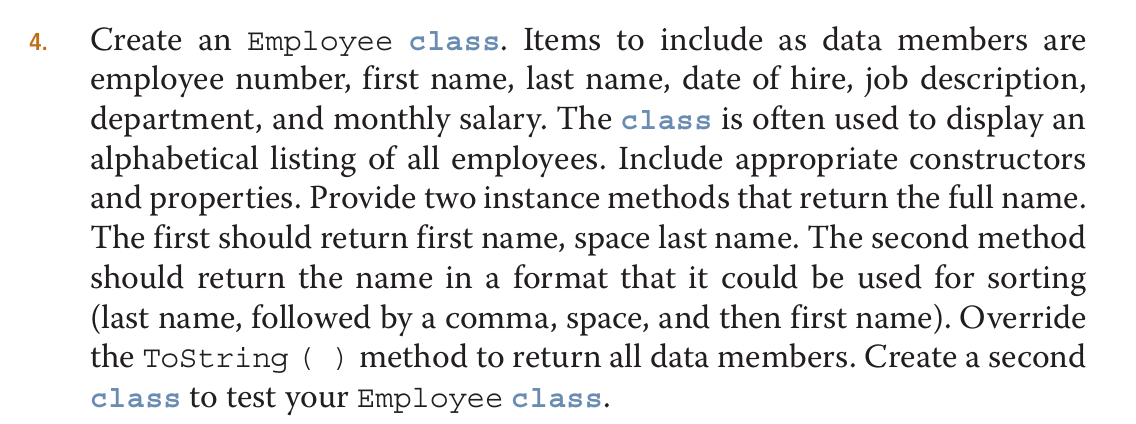 4. Create an Employee class. Items to include as data members are
employee number, first name, last name, date of hire, job description,
department, and monthly salary. The class is often used to display an
alphabetical listing of all employees. Include appropriate constructors
and properties. Provide two instance methods that return the full name.
The first should return first name, space last name. The second method
should return the name in a format that it could be used for sorting
(last name, followed by a comma, space, and then first name). Override
the ToString ( ) method to return all data members. Create a second
class to test your Employee class.